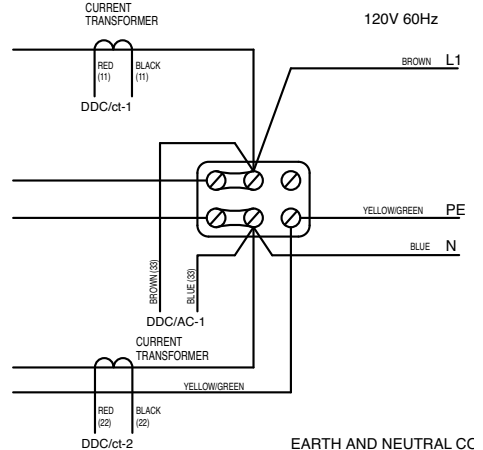 CURRENT
TRANSFORMER
120V 60Hz
RED
(11)
BLACK
(11)
BROWN
L1
DDC/ct-1
YELLOW/GREEN
PE
BLUE
N
BROWN (33)
BLUE (33)
DDC/AC-1
CURRENT
TRANSFORMER
YELLOW/GREEN
RED
(22)
BLACK
(22)
DDC/ct-2
EARTH AND NEUTRAL